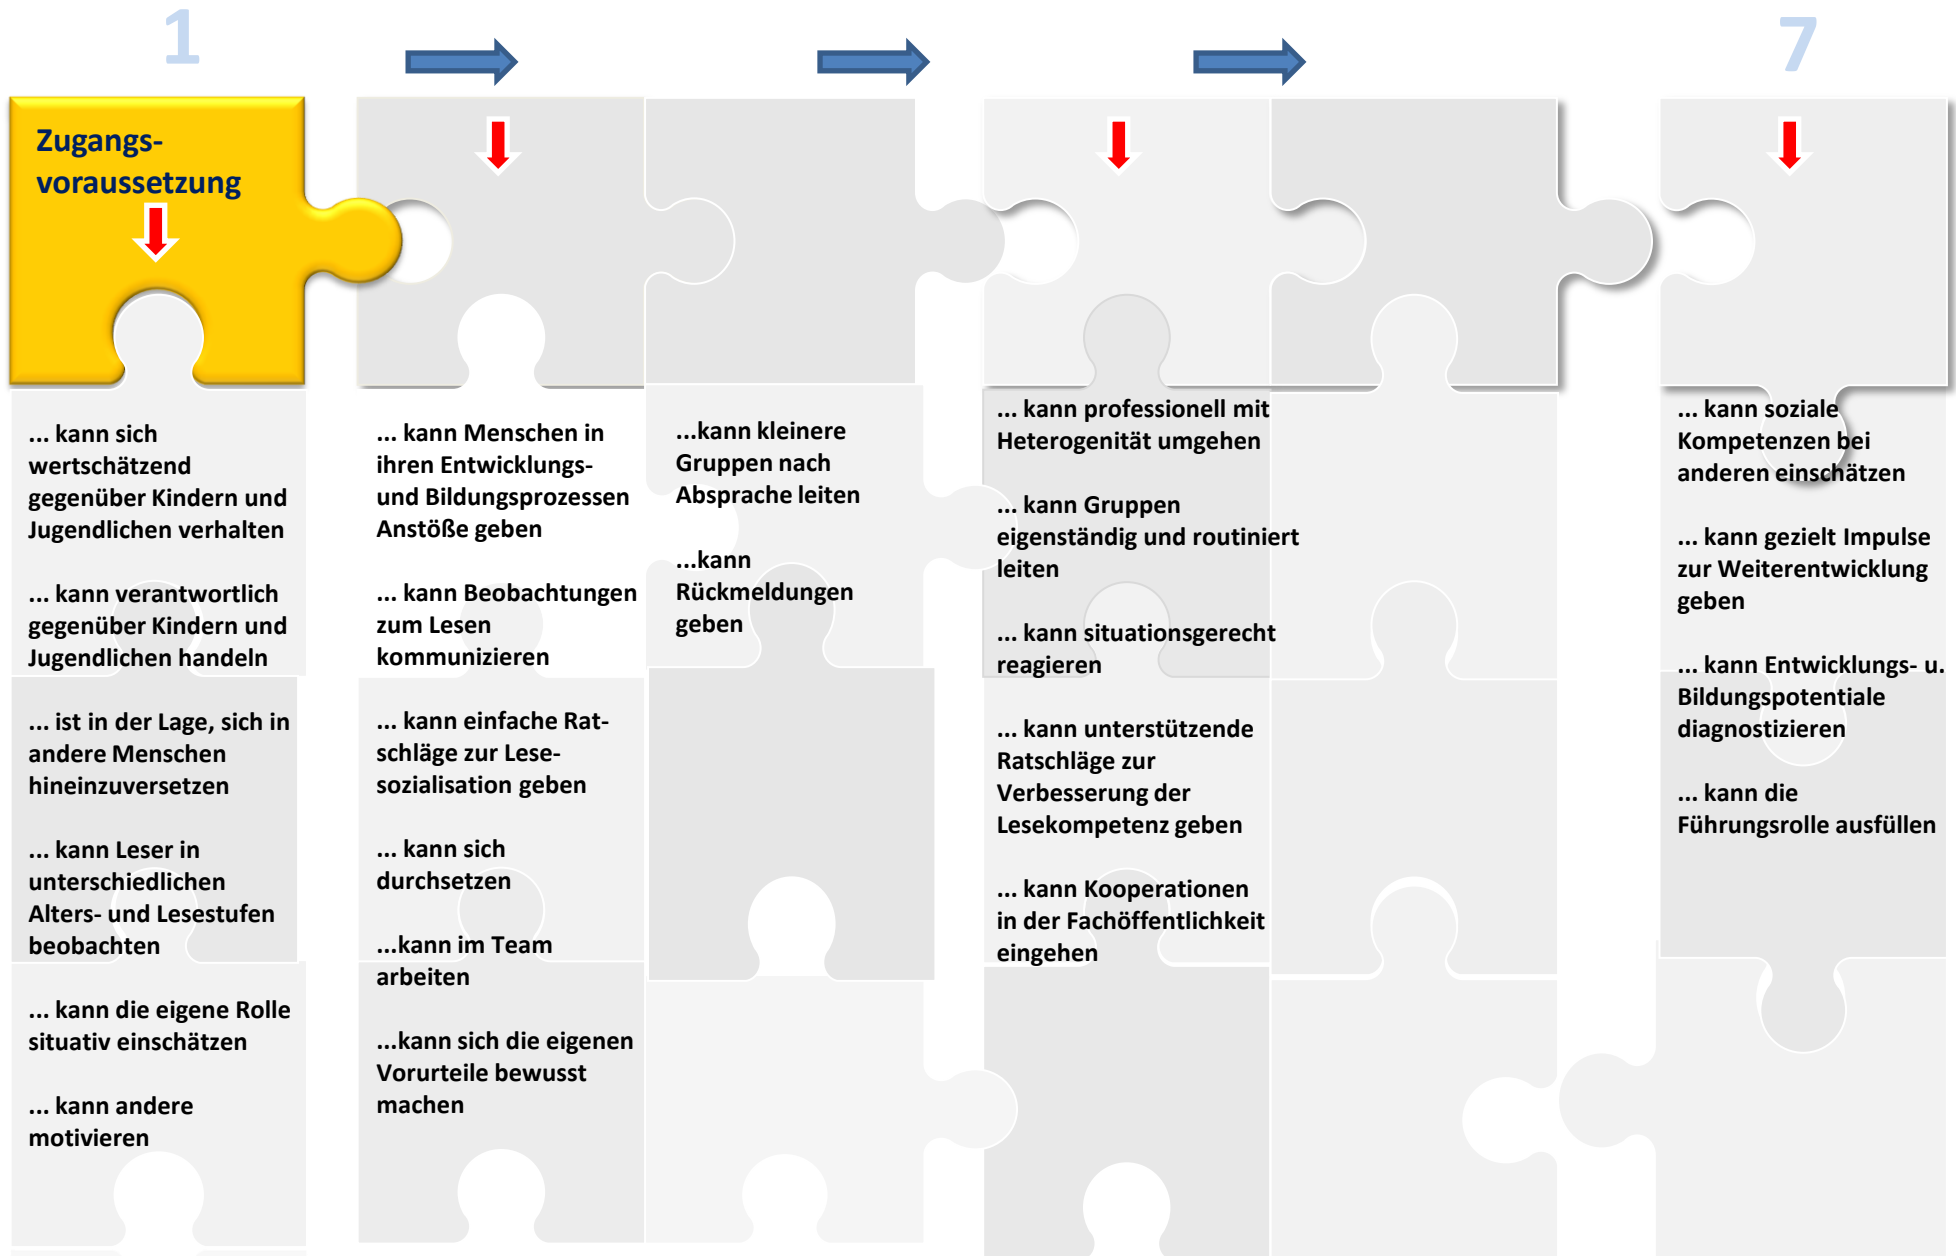 1
7
Zugangs-
voraussetzung
... kann sich
wertschätzend
gegenüber Kindern und
Jugendlichen verhalten
... kann verantwortlich
gegenüber Kindern und
Jugendlichen handeln
... ist in der Lage, sich in
andere Menschen
hineinzuversetzen
... kann Leser in
unterschiedlichen
Alters- und Lesestufen
beobachten
... kann die eigene Rolle
situativ einschätzen
... kann andere
motivieren
... kann Menschen in
ihren Entwicklungs-
und Bildungsprozessen
Anstöße geben
... kann Beobachtungen
zum Lesen
kommunizieren
... kann einfache Rat-
schläge zur Lese-
sozialisation geben
... kann sich
durchsetzen
...kann im Team
arbeiten
...kann sich die eigenen
Vorurteile bewusst
machen
...kann kleinere
Gruppen nach
Absprache leiten
...kann
Rückmeldungen
geben
... kann professionell mit
Heterogenität umgehen
... kann Gruppen
eigenständig und routiniert
leiten
... kann situationsgerecht
reagieren
... kann unterstützende
Ratschläge zur
Verbesserung der
Lesekompetenz geben
... kann Kooperationen
in der Fachöffentlichkeit
eingehen
... kann soziale
Kompetenzen bei
anderen einschätzen
... kann gezielt Impulse
zur Weiterentwicklung
geben
... kann Entwicklungs- u.
Bildungspotentiale
diagnostizieren
... kann die
Führungsrolle ausfüllen